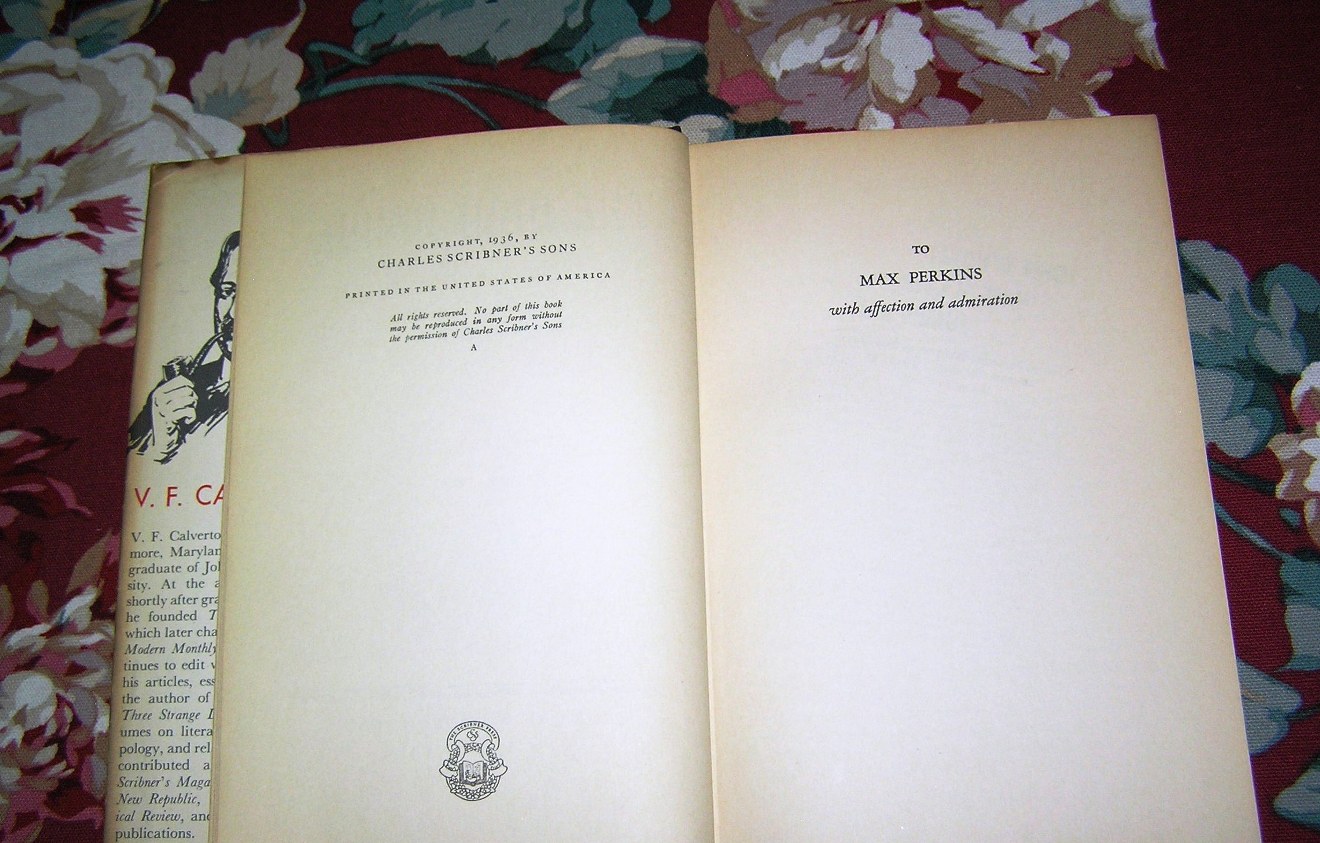 V. F. CA
V. F. Calverto
more, Marylan
graduate of Jo
sity. At the a
shortly after gra
he founded T
which later cha
Modern Monthly
tinues to edit
his articles, ess
the author of
Three Strange L
umes on litera
pology, and rel
contributed a
Scribner's Maga
New Republic,
ical Review, and
publications.
COPYRIGHT, 1936, BY
CHARLES SCRIBNER'S SONS
PRINTED IN THE UNITED STATES OF AMERICA
All rights reserved. No part of this book
may be reproduced in any form without
the permission of Charles Scribner's Sons
A
THE SCRIBNER PRESS
TO
MAX PERKINS
with affection and admiration